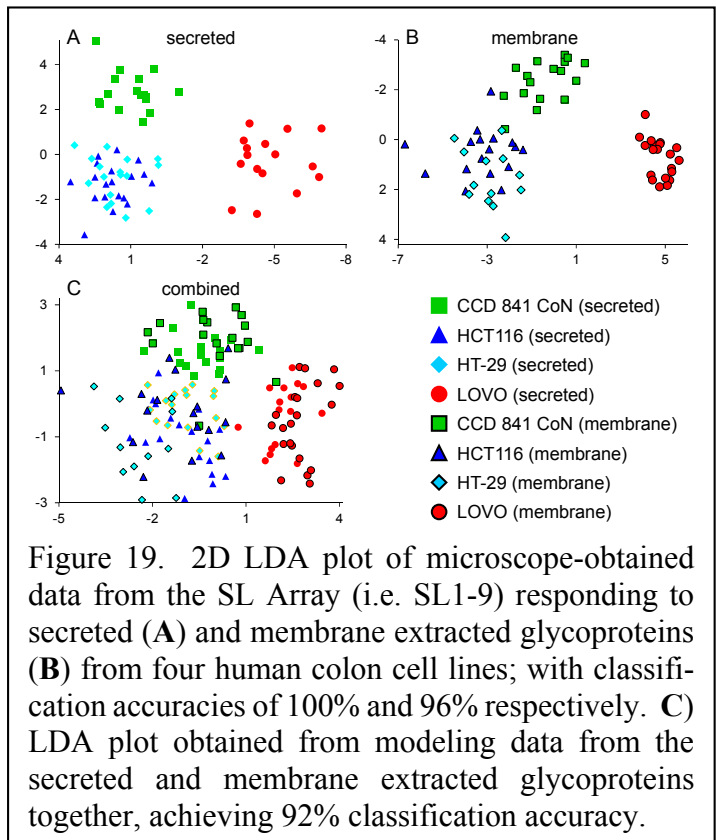 A
secreted
4
2
0
-2
-4
4
1
-2
-5
-8
B
membrane
-4
-2
0
2
4
-7
-3
1
5
C
combined
3
1
-1
-3
-5
-2
1
4
CCD 841 CoN (secreted)
HCT116 (secreted)
HT-29 (secreted)
LOVO (secreted)
CCD 841 CoN (membrane)
HCT116 (membrane)
HT-29 (membrane)
LOVO (membrane)
Figure 19. 2D LDA plot of microscope-obtained
data from the SL Array (i.e. SL1-9) responding to
secreted (A) and membrane extracted glycoproteins
(B) from four human colon cell lines; with classifi-
cation accuracies of 100% and 96% respectively. C)
LDA plot obtained from modeling data from the
secreted and membrane extracted glycoproteins
together, achieving 92% classification accuracy.